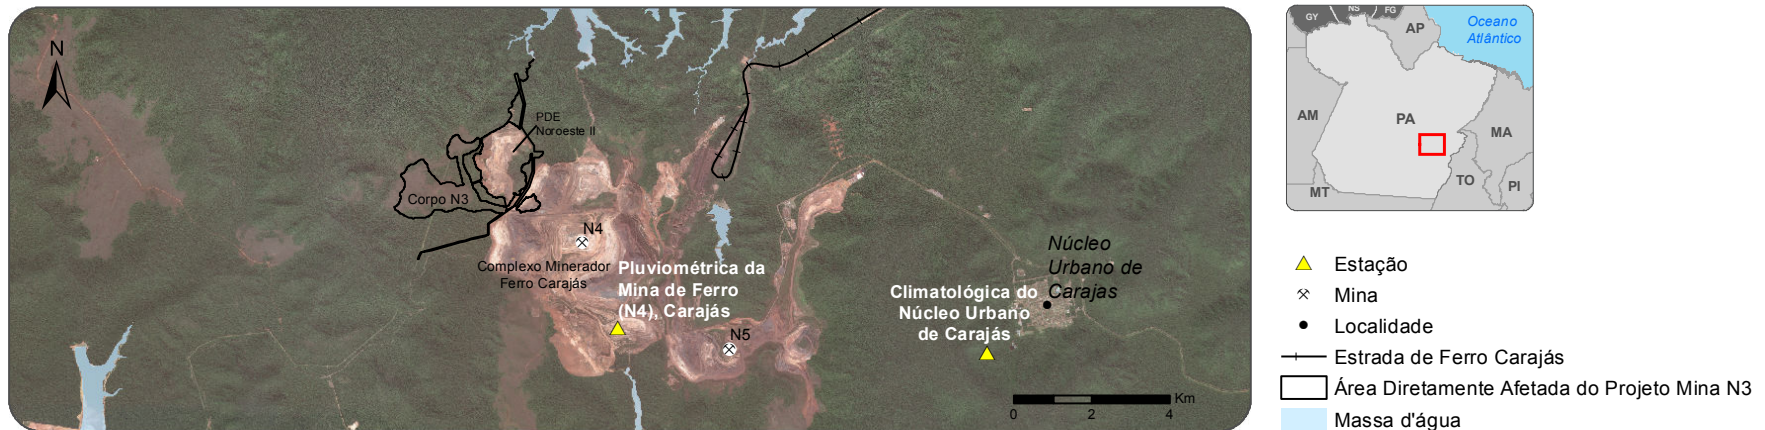 N
PDE
Noroeste II
Corpo N3
N4
Complexo Minerador
Ferro Carajás
Pluviométrica da
Mina de Ferro
(N4), Carajás
N5
Climatológica do
Núcleo Urbano
de Carajás
Núcleo
Urbano de
Carajas
Km
0 2 4
GY
NS
FG
AP
Oceano
Atlântico
AM
PA
MA
MT
TO
PI
Estação
Mina
Localidade
Estrada de Ferro Carajás
Área Diretamente Afetada do Projeto Mina N3
Massa d'água